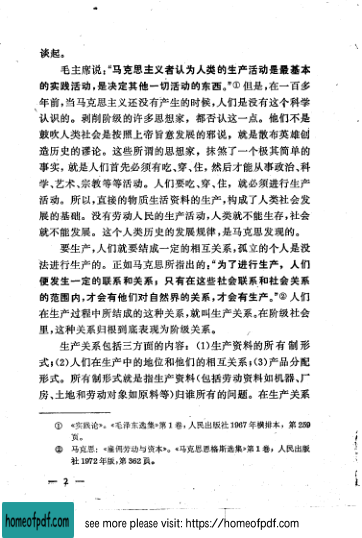 谈起。
毛主席说：“马克思主义者认为人类的生产活动是最基本
的实践活动，是决定其他一切活动的东西。”①但是，在一百多
年前，当马克思主义还没有产生的时候，人们是没有这个科学
认识的。剥削阶级的许多思想家，都否认这一点。他们不是
鼓吹人类社会是按照上帝旨意发展的邪说，就是散布英雄创
造历史的谬论。这些所谓的思想家，抹煞了一个极其简单的
事实，就是人们首先必须有吃、穿、住，然后才能从事政治、科
学、艺术、宗教等等活动。人们要吃、穿、住，就必须进行生产
活动。所以，直接的物质生活资料的生产，构成了人类社会发
展的基础。没有劳动人民的生产活动，人类就不能生存，社会
就不能发展。这个人类历史的发展规律，是马克思发现的。
要生产，人们就要结成一定的相互关系，孤立的个人是没
法进行生产的。正如马克思所指出的：“为了进行生产，人们
便发生一定的联系和关系；只有在这些社会联系和社会关系
的范围内，才会有他们对自然界的关系，才会有生产。”②人们
在生产过程中所结成的这种关系，就叫生产关系。在阶级社会
里，这种关系归根到底表现为阶级关系。
生产关系包括三方面的内容：(1)生产资料的所有制形
式；(2)人们在生产中的地位和他们的相互关系；(3)产品分配
形式。所有制形式就是指生产资料(包括劳动资料如机器、厂
房、土地和劳动对象如原料等)归谁所有的问题。在生产关系
① 《实践论》。《毛泽东选集》第1卷，人民出版社1967年横排本，第259
页。
② 马克思：《雇佣劳动与资本》。《马克思恩格斯选集》第1卷，人民出版
社1972年版，第362页。
— 2 —
homeofpdf.com
see more please visit: https://homeofpdf.com